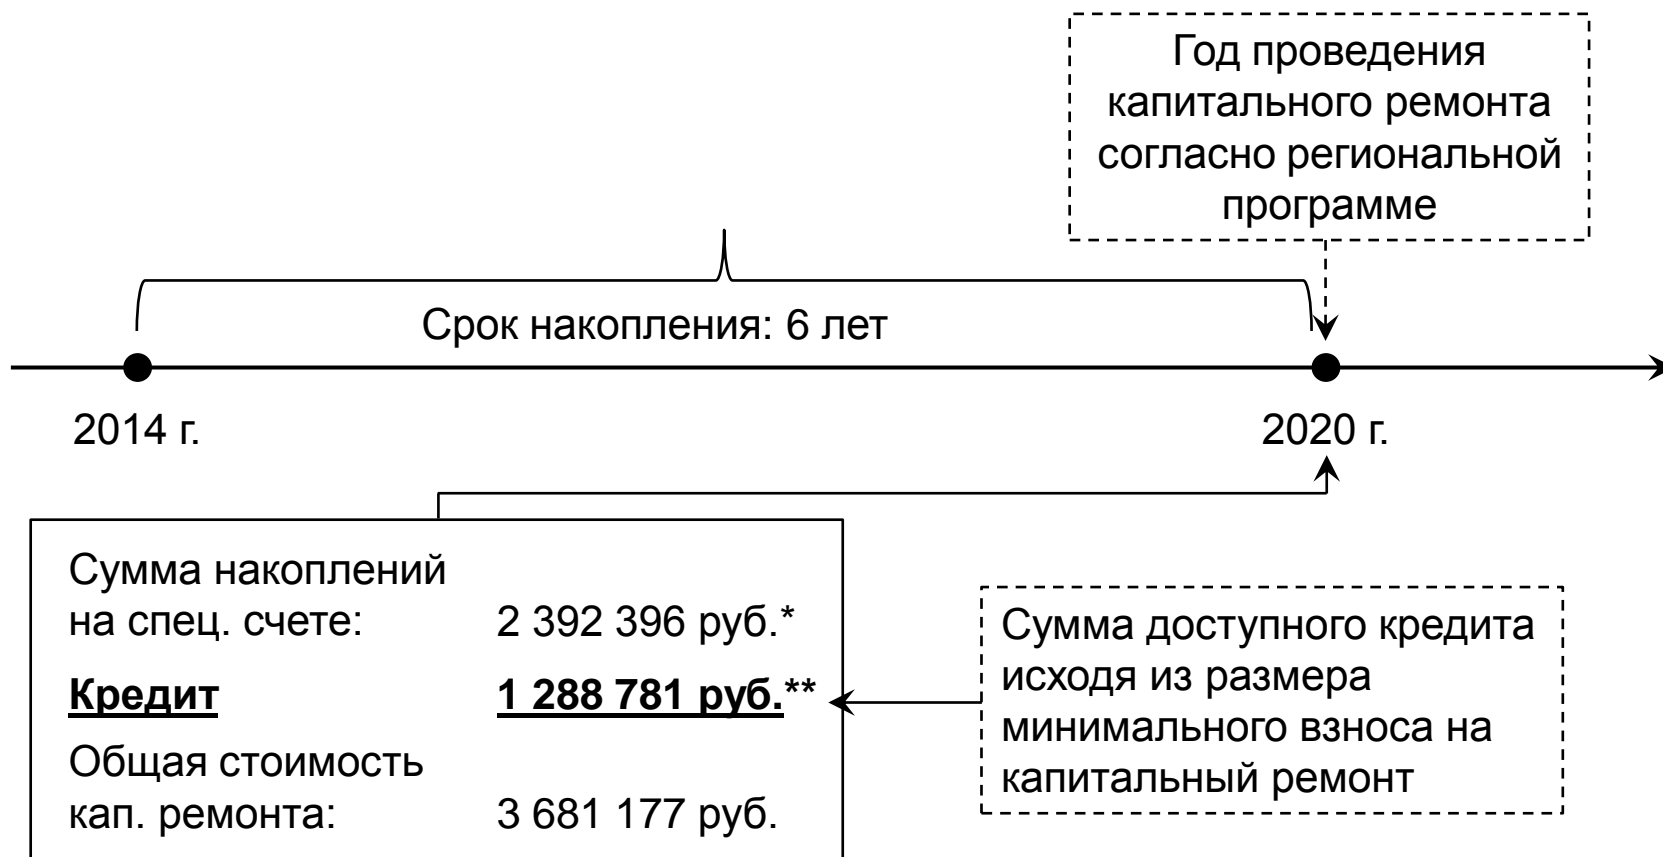 Год проведения
капитального ремонта
согласно региональной
программе
Срок накопления: 6 лет
2014 г.
2020 г.
Сумма накоплений
на спец. счете: 2 392 396 руб.*
Кредит 1 288 781 руб.**
Общая стоимость
кап. ремонта: 3 681 177 руб.
Сумма доступного кредита
исходя из размера
минимального взноса на
капитальный ремонт